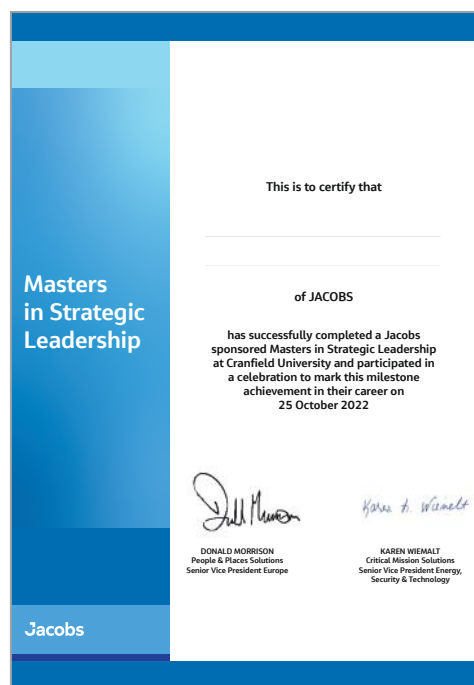 Masters
in Strategic
Leadership
This is to certify that
of JACOBS
has successfully completed a Jacobs
sponsored Masters in Strategic Leadership
at Cranfield University and participated in
a celebration to mark this milestone
achievement in their career on
25 October 2022
Karen A. Wiemelt
DONALD MORRISON
People & Places Solutions
Senior Vice President Europe
KAREN WIEMALT
Critical Mission Solutions
Senior Vice President Energy,
Security & Technology
Jacobs